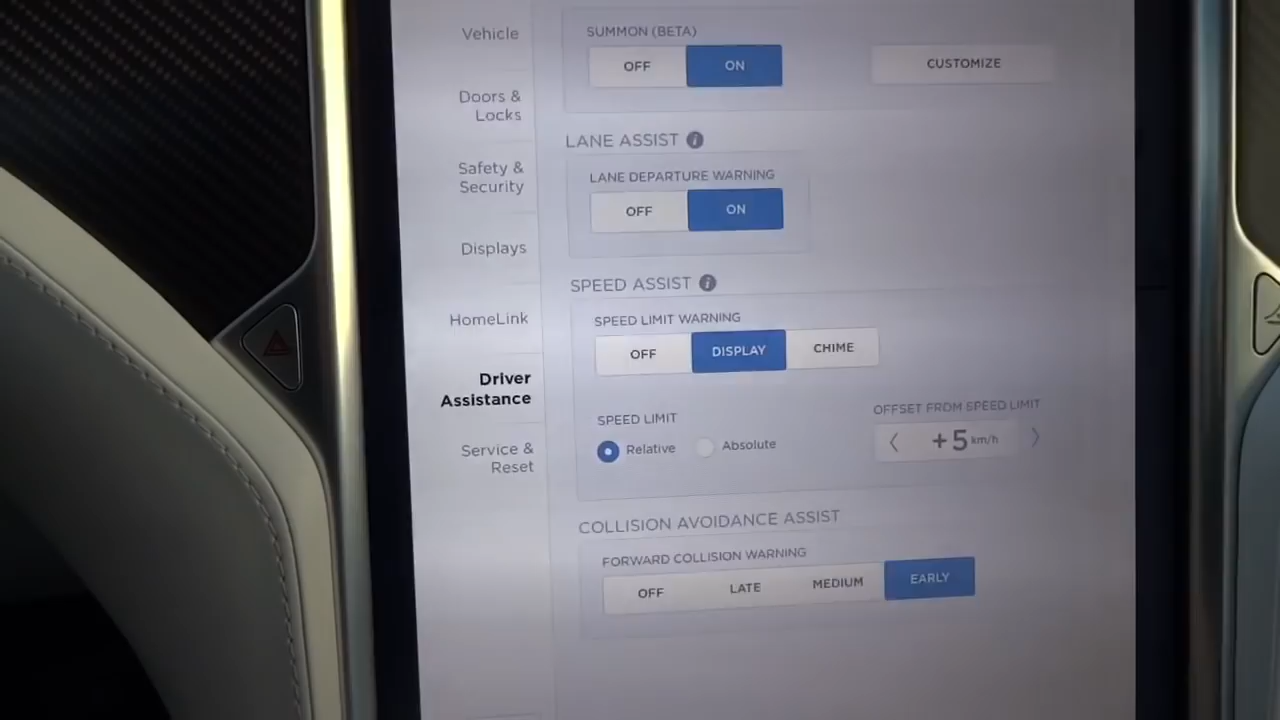 Vehicle
Doors &
Locks
Safety &
Security
Displays
HomeLink
Driver
Assistance
Service &
Reset
SUMMON (BETA)
OFF ON CUSTOMIZE
LANE ASSIST i
LANE DEPARTURE WARNING
OFF ON
SPEED ASSIST i
SPEED LIMIT WARNING
OFF DISPLAY CHIME
SPEED LIMIT
Relative Absolute
OFFSET FROM SPEED LIMIT
+5 km/h
COLLISION AVOIDANCE ASSIST
FORWARD COLLISION WARNING
OFF LATE MEDIUM EARLY